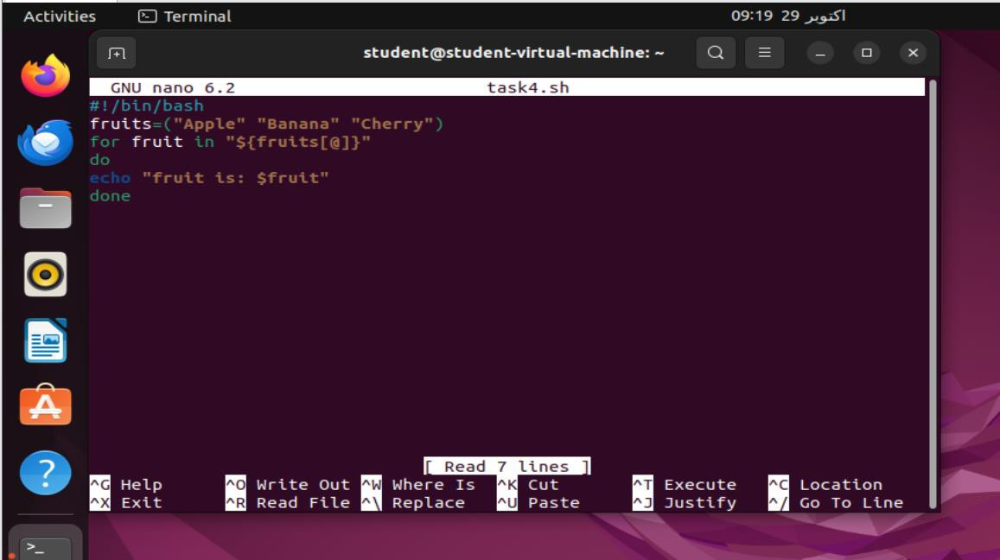 Activities Terminal 09:19 29 اکتوبر
student@student-virtual-machine: ~
GNU nano 6.2 task4.sh
#!/bin/bash
fruits=("Apple" "Banana" "Cherry")
for fruit in "${fruits[@]}"
do
echo "fruit is: $fruit"
done
[ Read 7 lines ]
^G Help ^O Write Out ^W Where Is ^K Cut ^T Execute ^C Location
^X Exit ^R Read File ^\ Replace ^U Paste ^J Justify ^/ Go To Line